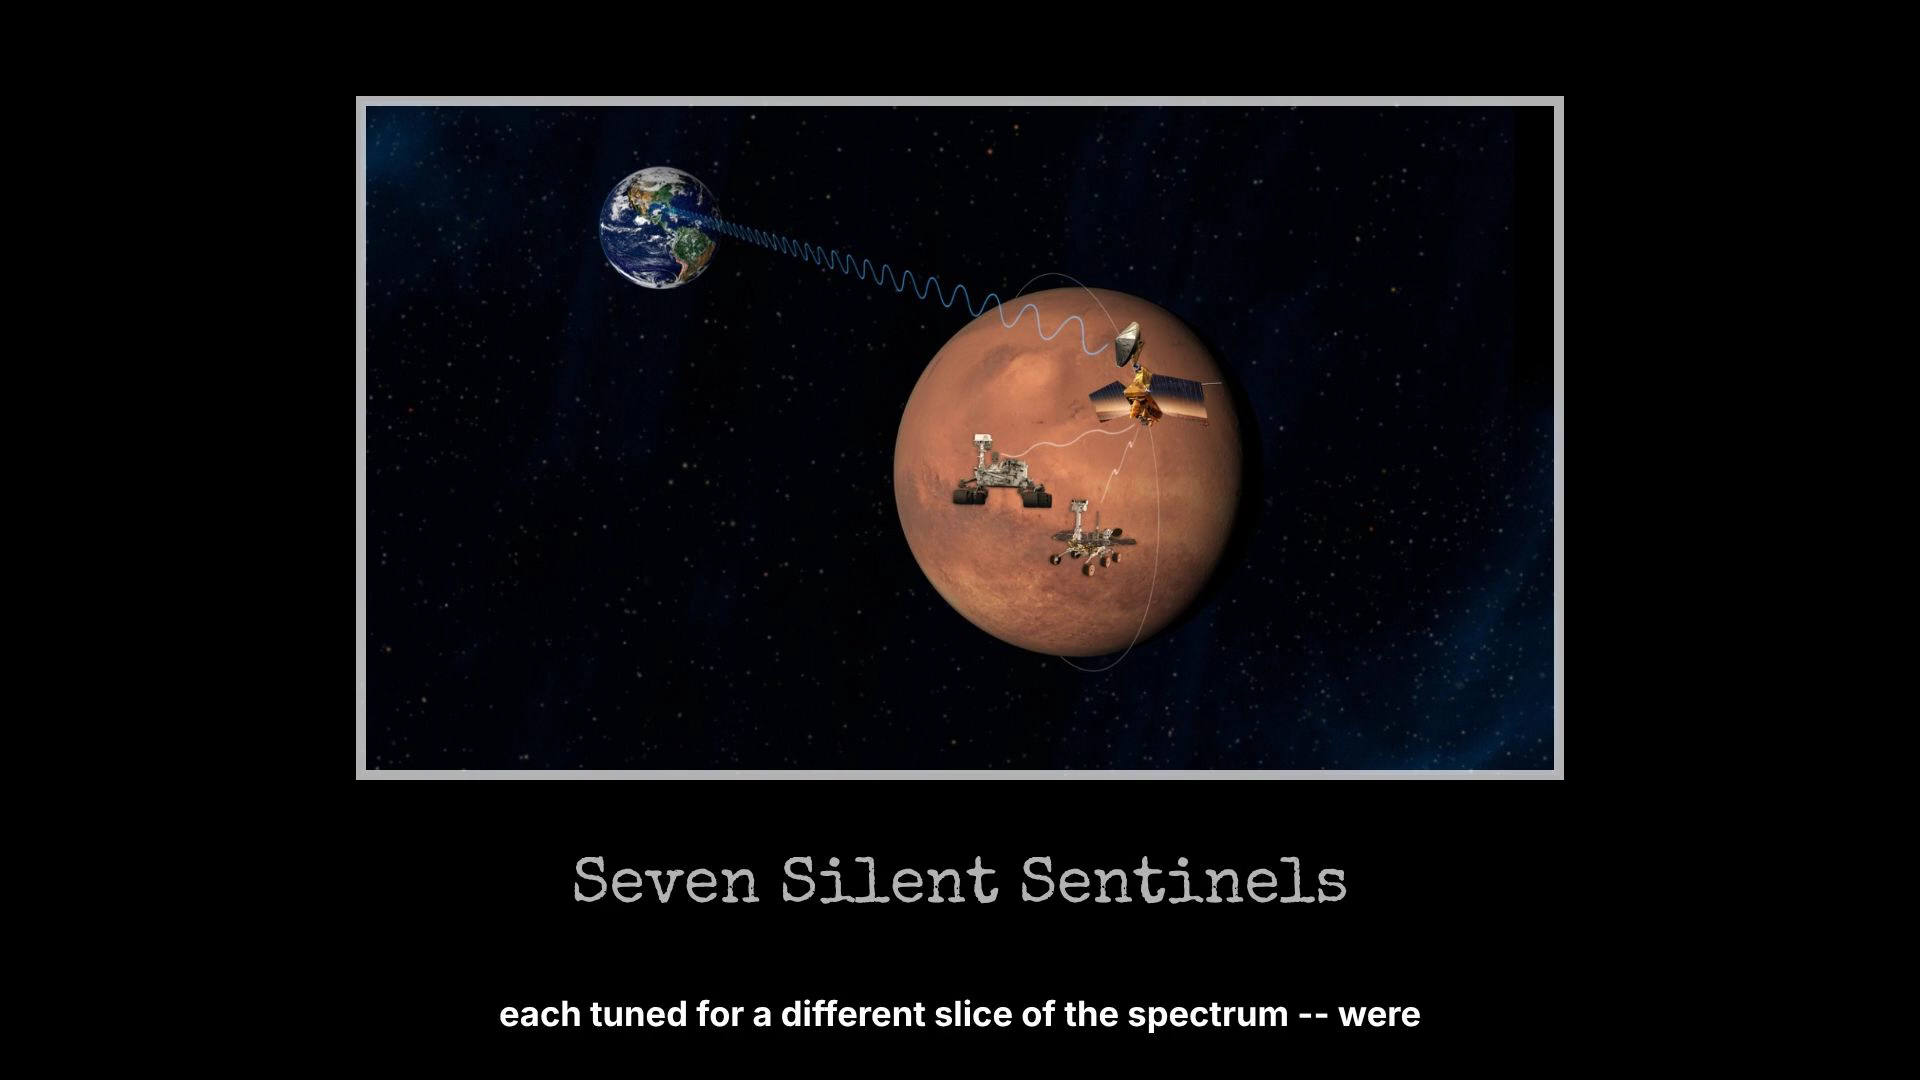 Seven Silent Sentinels
each tuned for a different slice of the spectrum -- were